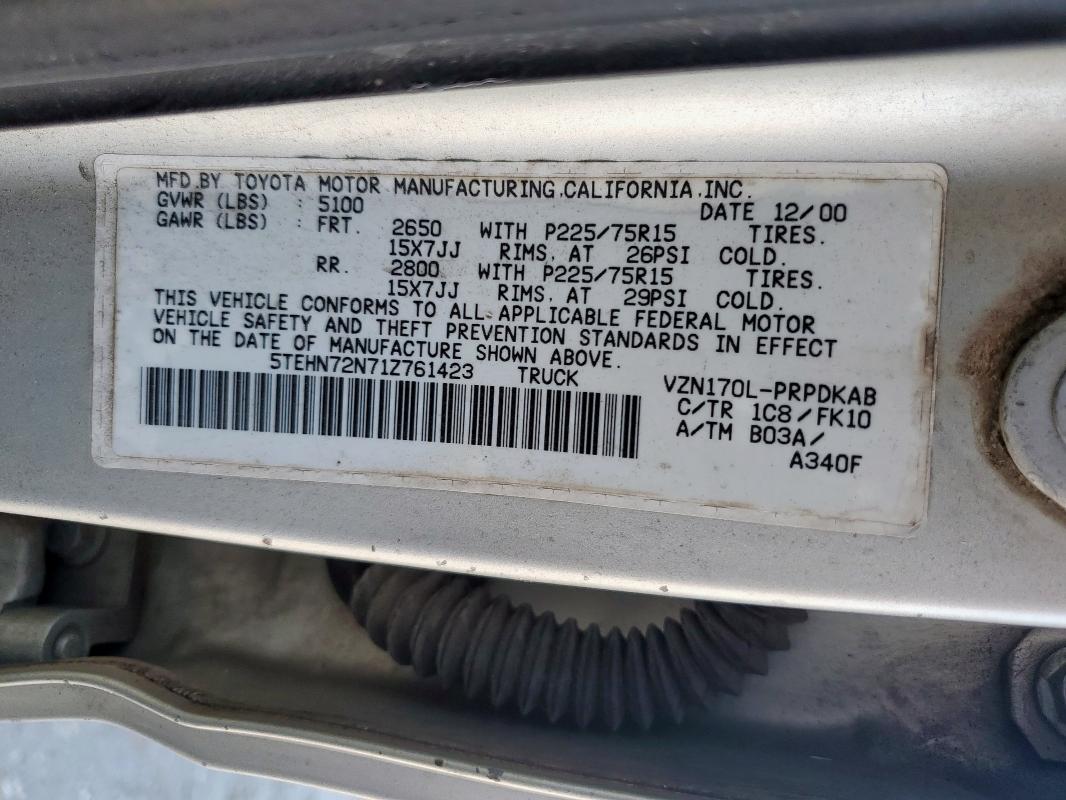 MFD.BY TOYOTA MOTOR MANUFACTURING.CALIFORNIA.INC.
GVWR (LBS) : 5100 DATE 12/00
GAWR (LBS) : FRT. 2650 WITH P225/75R15 TIRES.
15X7JJ RIMS, AT 26PSI COLD.
RR. 2800 WITH P225/75R15 TIRES.
15X7JJ RIMS, AT 29PSI COLD.
THIS VEHICLE CONFORMS TO ALL APPLICABLE FEDERAL MOTOR
VEHICLE SAFETY AND THEFT PREVENTION STANDARDS IN EFFECT
ON THE DATE OF MANUFACTURE SHOWN ABOVE.
5TEHN72N71Z761423 TRUCK VZN170L-PRPDKAB
C/TR 1C8/FK10
A/TM B03A/
A340F